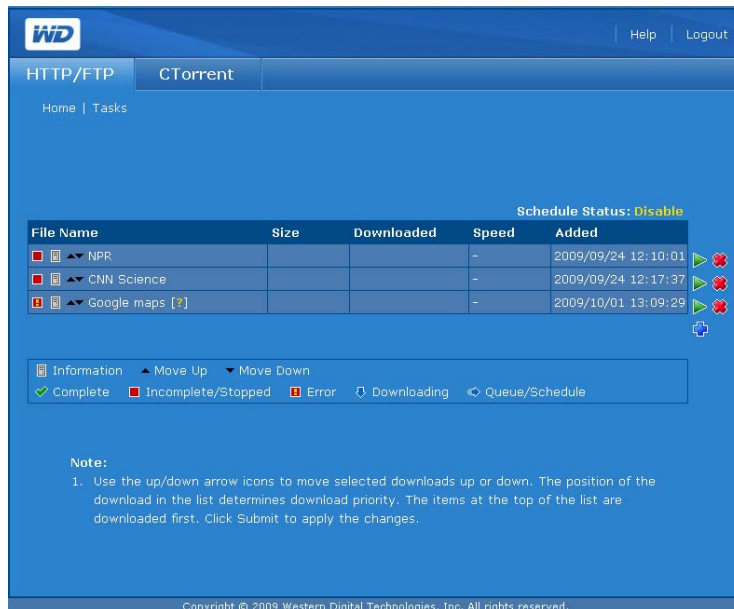 WD
Help | Logout
HTTP/FTP CTorrent
Home | Tasks
Schedule Status: Disable
File Name Size Downloaded Speed Added
NPR - 2009/09/24 12:10:01
CNN Science - 2009/09/24 12:17:37
Google maps [?] - 2009/10/01 13:09:29
Information Move Up Move Down
Complete Incomplete/Stopped Error Downloading Queue/Schedule
Note:
1. Use the up/down arrow icons to move selected downloads up or down. The position of the
download in the list determines download priority. The items at the top of the list are
downloaded first. Click Submit to apply the changes.
Copyright © 2009 Western Digital Technologies, Inc. All rights reserved.